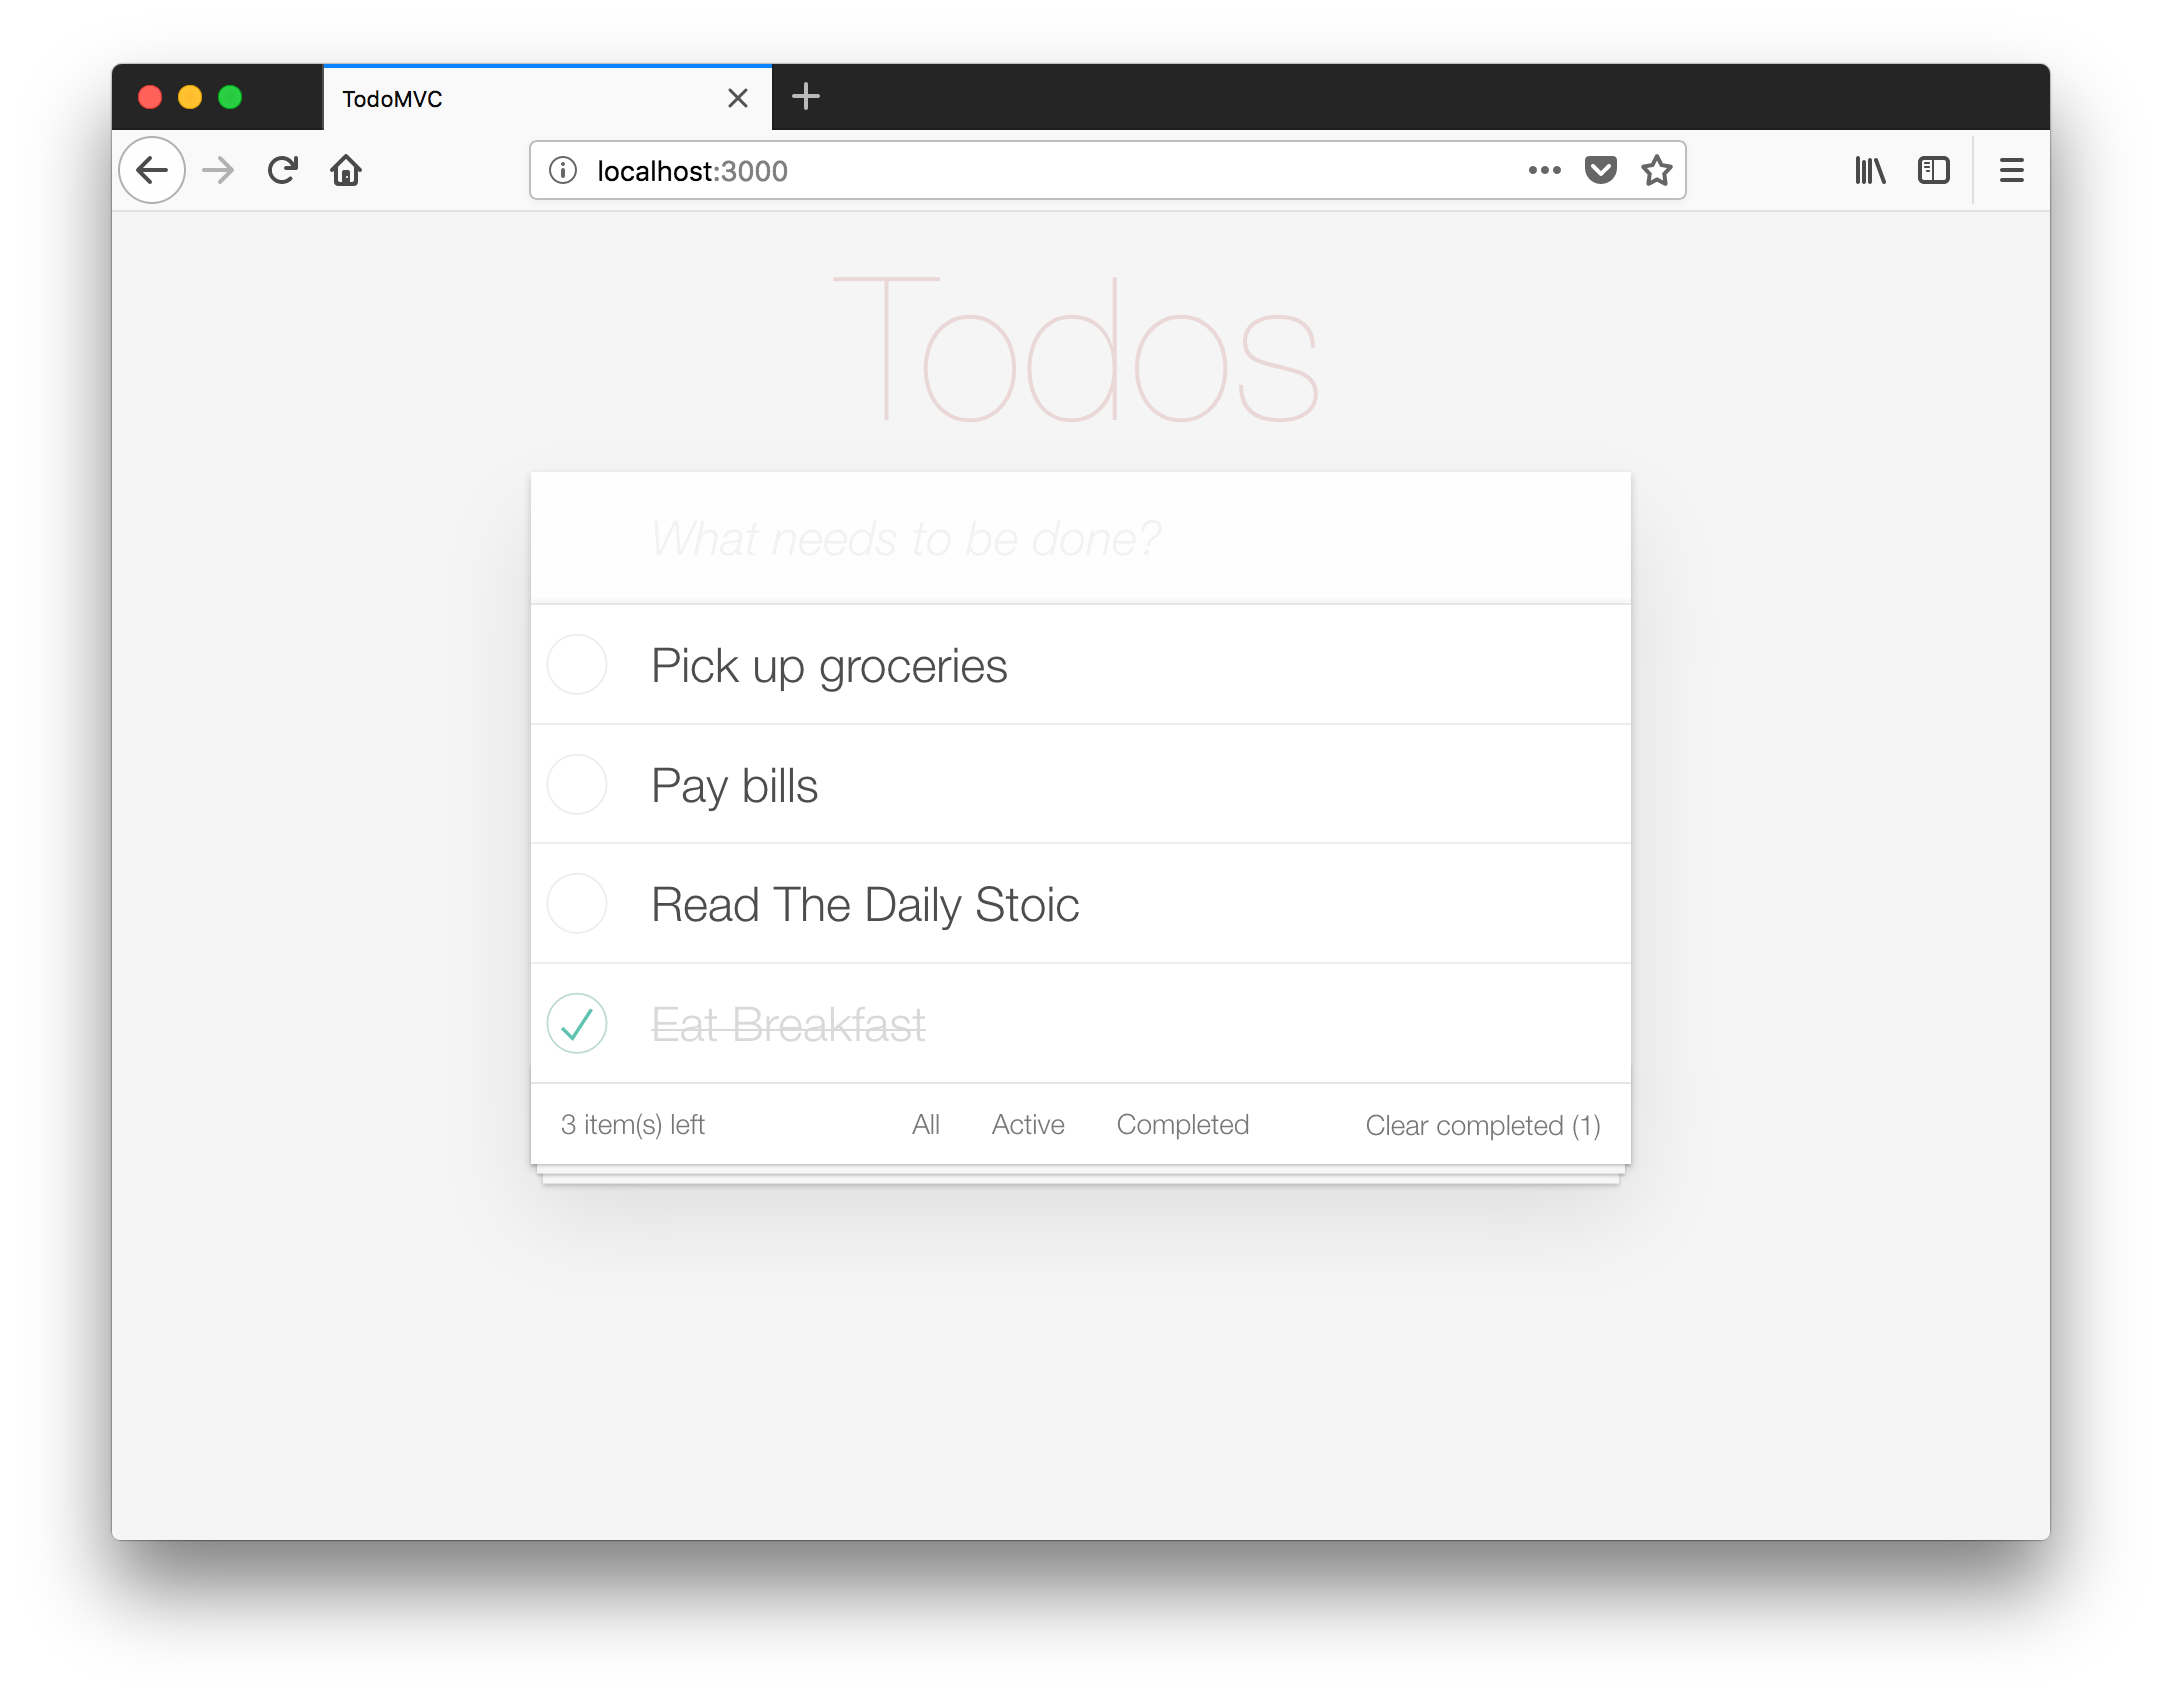 TodoMVC
localhost:3000
Todos
What needs to be done?
Pick up groceries
Pay bills
Read The Daily Stoic
Eat Breakfast
3 item(s) left All Active Completed Clear completed (1)